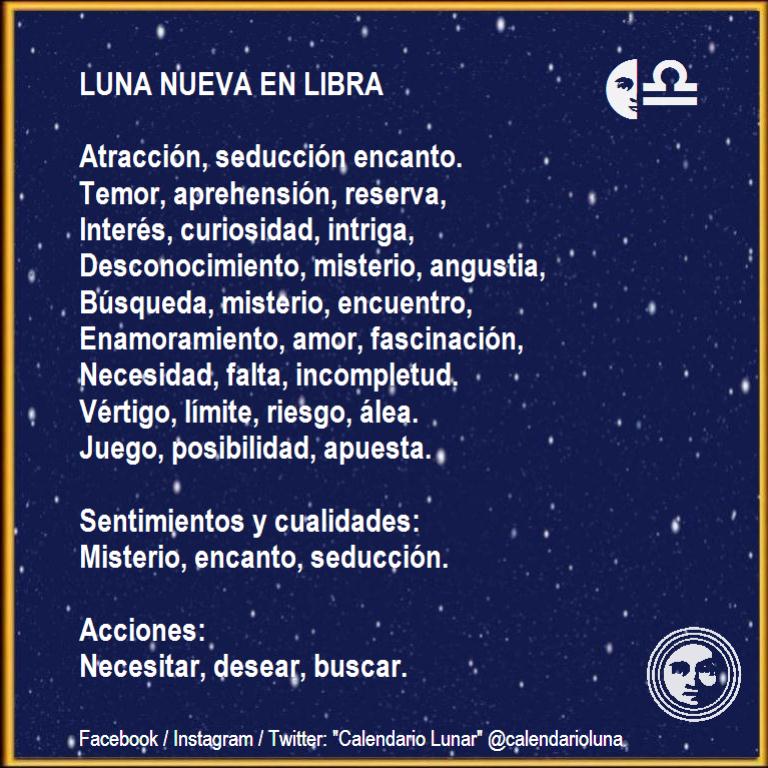 LUNA NUEVA EN LIBRA
Atracción, seducción encanto.
Temor, aprehensión, reserva,
Interés, curiosidad, intriga,
Desconocimiento, misterio, angustia,
Búsqueda, misterio, encuentro,
Enamoramiento, amor, fascinación,
Necesidad, falta, incompletud.
Vértigo, límite, riesgo, álea.
Juego, posibilidad, apuesta.
Sentimientos y cualidades:
Misterio, encanto, seducción.
Acciones:
Necesitar, desear, buscar.
Facebook / Instagram / Twitter: "Calendario Lunar" @calendarioluna